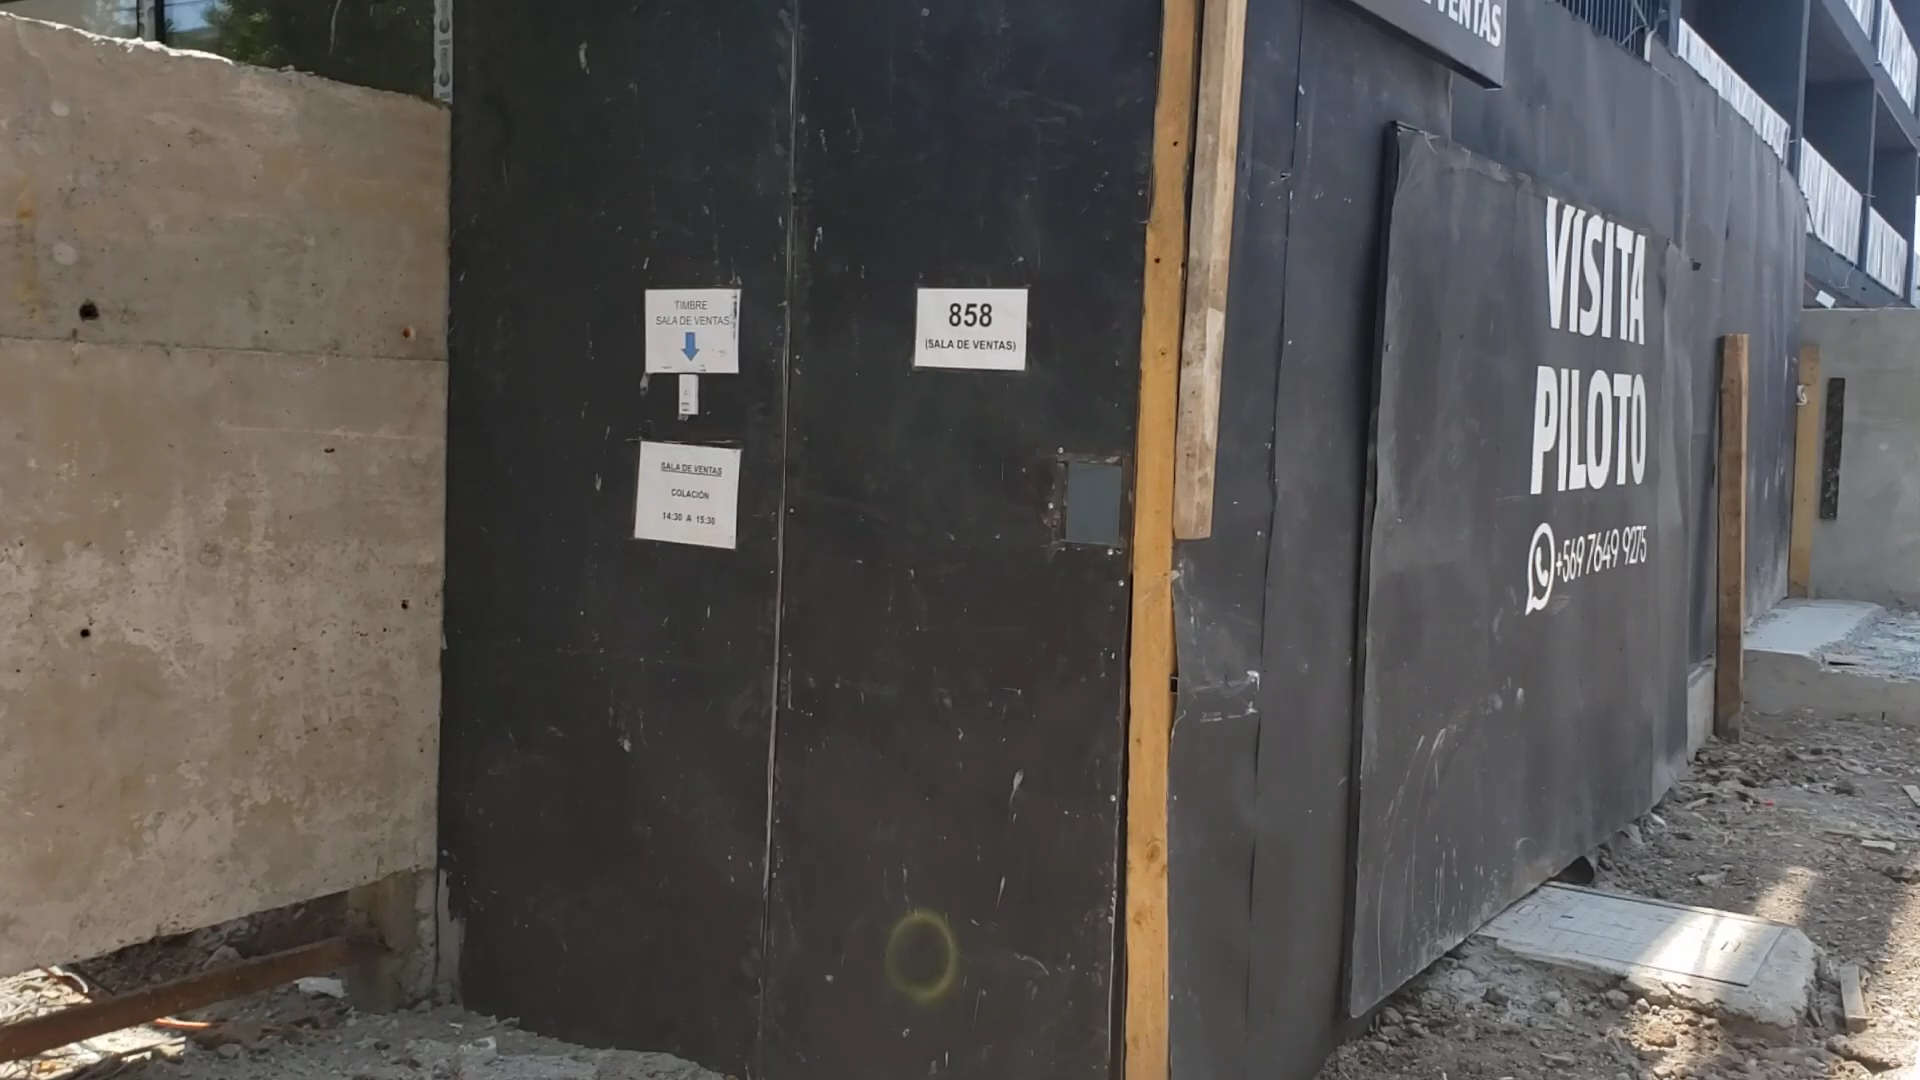 TIMBRE
SALA DE VENTAS
858
(SALA DE VENTAS)
SALA DE VENTAS
COLACIÓN
14:30 A 15:30
VENTAS
VISITA
PILOTO
+569 7649 9275